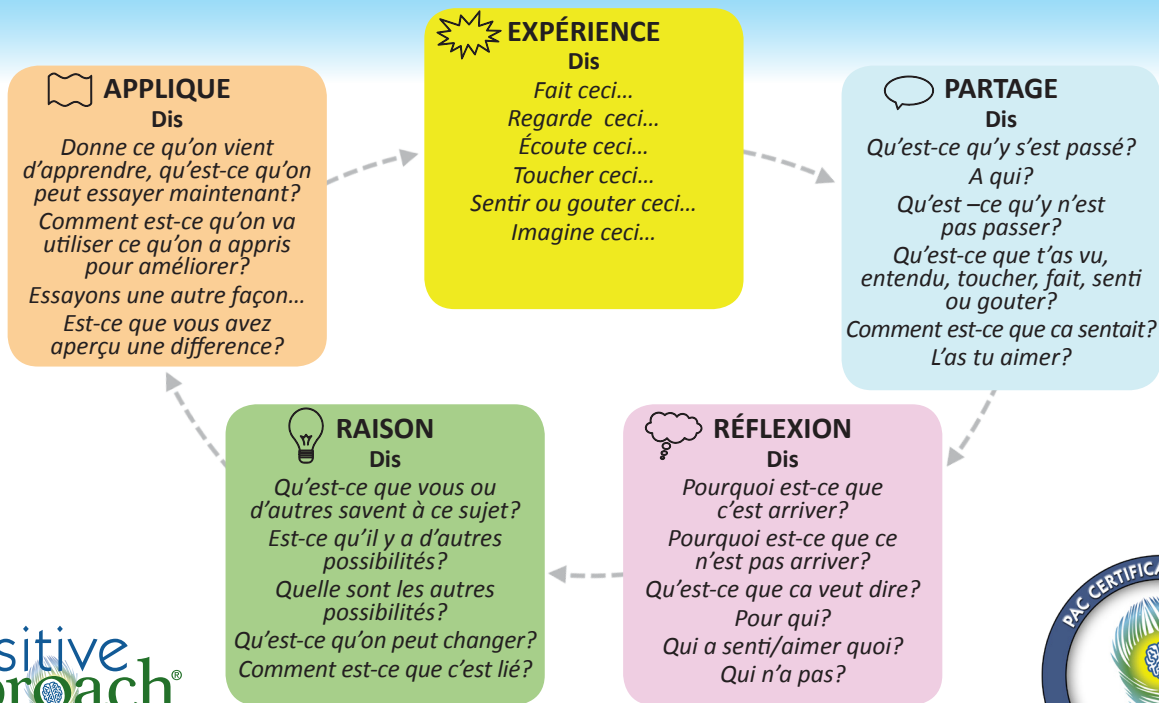 EXPÉRIENCE
Dis
Fait ceci...
Regarde ceci...
Écoute ceci...
Toucher ceci...
Sentir ou gouter ceci...
Imagine ceci...
PARTAGE
Dis
Qu'est-ce qu'y s'est passé?
A qui?
Qu'est –ce qu'y n'est
pas passer?
Qu'est-ce que t'as vu,
entendu, toucher, fait, senti
ou gouter?
Comment est-ce que ca sentait?
L'as tu aimer?
RÉFLEXION
Dis
Pourquoi est-ce que
c'est arriver?
Pourquoi est-ce que ce
n'est pas arriver?
Qu'est-ce que ca veut dire?
Pour qui?
Qui a senti/aimer quoi?
Qui n'a pas?
RAISON
Dis
Qu'est-ce que vous ou
d'autres savent à ce sujet?
Est-ce qu'il y a d'autres
possibilités?
Quelle sont les autres
possibilités?
Qu'est-ce qu'on peut changer?
Comment est-ce que c'est lié?
APPLIQUE
Dis
Donne ce qu'on vient
d'apprendre, qu'est-ce qu'on
peut essayer maintenant?
Comment est-ce qu'on va
utiliser ce qu'on a appris
pour améliorer?
Essayons une autre façon...
Est-ce que vous avez
aperçu une difference?
PAC